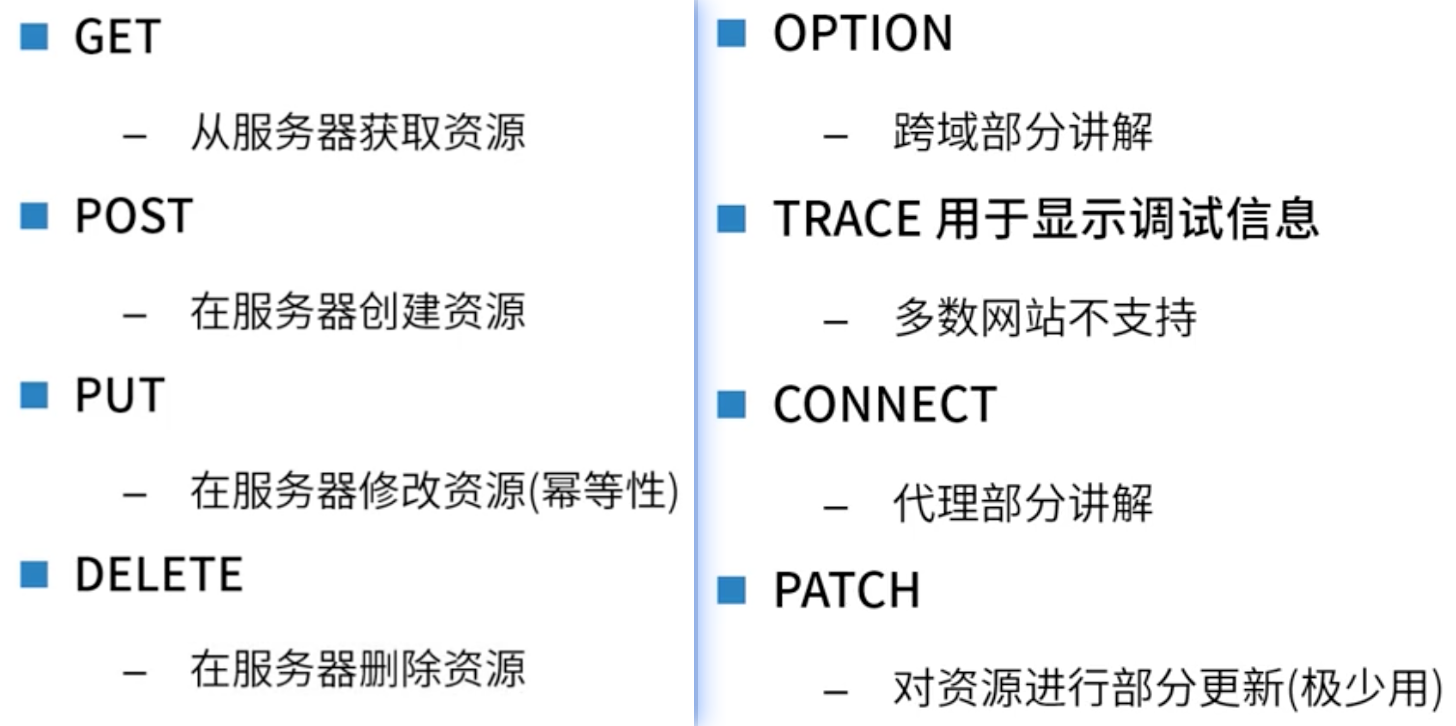 GET
– 从服务器获取资源
POST
– 在服务器创建资源
PUT
– 在服务器修改资源(幂等性)
DELETE
– 在服务器删除资源
OPTION
– 跨域部分讲解
TRACE 用于显示调试信息
– 多数网站不支持
CONNECT
– 代理部分讲解
PATCH
– 对资源进行部分更新(极少用)